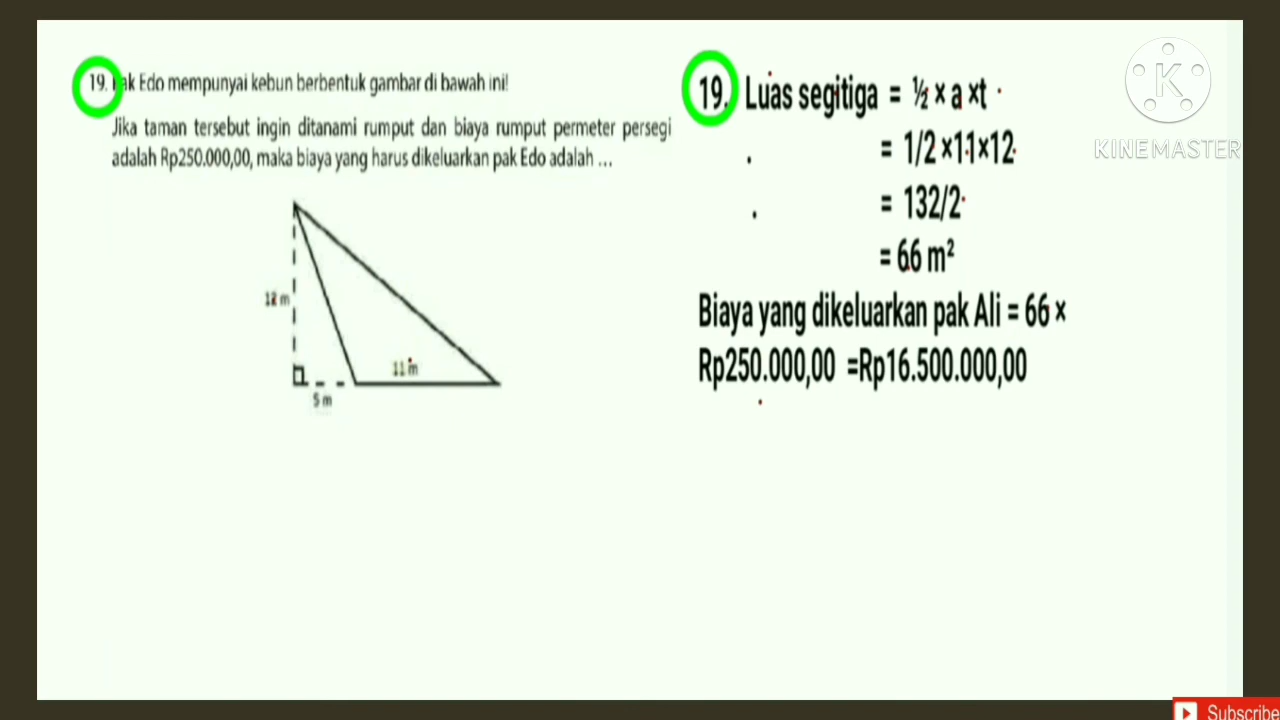 19. Pak Edo mempunyai kebun berbentuk gambar di bawah ini!
Jika taman tersebut ingin ditanami rumput dan biaya rumput permeter persegi
adalah Rp250.000,00, maka biaya yang harus dikeluarkan pak Edo adalah ...
12 m
11 m
5 m
19. Luas segitiga = ½ × a ×t
= 1/2 ×11×12
= 132/2
= 66 m²
Biaya yang dikeluarkan pak Ali = 66 ×
Rp250.000,00 =Rp16.500.000,00
K
KINEMASTER
Subscribe